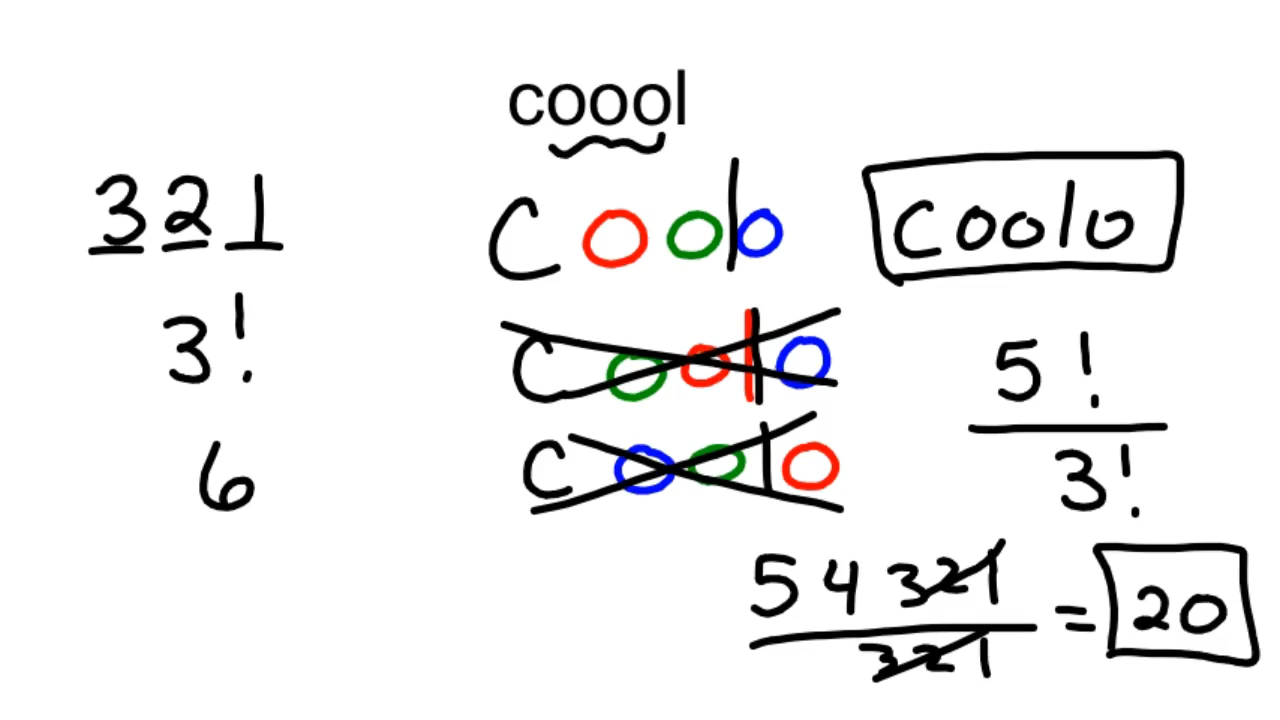 coool
3 2 1
C O O l O
coolo
3!
C O O l O
5!
3!
6
C O O l O
5 4 3 2 1
3 2 1
= 20